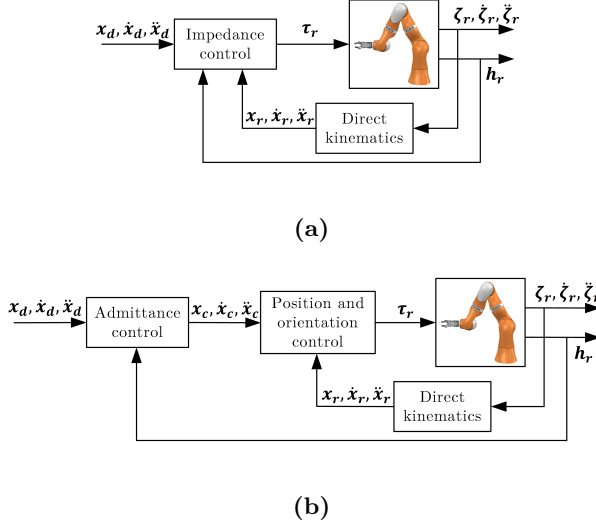 𝒙_d, 𝒙̇_d, 𝒙̈_d
Impedance
control
𝝉_r
𝜻_r, 𝜻̇_r, 𝜻̈_r
𝒉_r
𝒙_r, 𝒙̇_r, 𝒙̈_r
Direct
kinematics
(a)
𝒙_d, 𝒙̇_d, 𝒙̈_d
Admittance
control
𝒙_c, 𝒙̇_c, 𝒙̈_c
Position and
orientation
control
𝝉_r
𝜻_r, 𝜻̇_r, 𝜻̈_r
𝒉_r
𝒙_r, 𝒙̇_r, 𝒙̈_r
Direct
kinematics
(b)